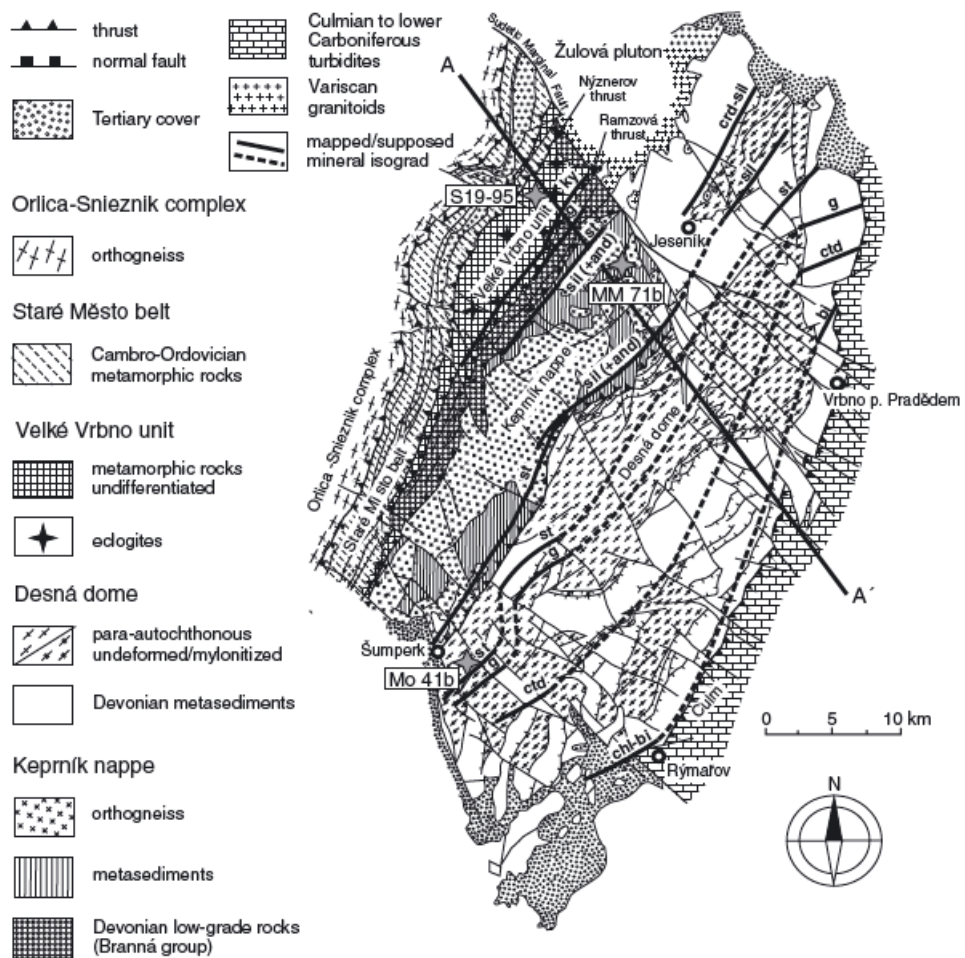 thrust
normal fault
Tertiary cover
Culmian to lower
Carboniferous
turbidites
Variscan
granitoids
mapped/supposed
mineral isograd
Orlica-Snieznik complex
orthogneiss
Staré Město belt
Cambro-Ordovician
metamorphic rocks
Velké Vrbno unit
metamorphic rocks
undifferentiated
eclogites
Desná dome
para-autochthonous
undeformed/mylonitized
Devonian metasediments
Keprník nappe
orthogneiss
metasediments
Devonian low-grade rocks
(Branná group)
Sudetic Marginal Fault
Žulová pluton
A
Nýznerov
thrust
Ramzová
thrust
crd sil
sil
st
g
ctd
bi
S19-95
ky
Velké Vrbno unit
g
st
sil (+and)
Jeseník
MM 71b
sil (+and)
Keprník nappe
Vrbno p. Pradědem
Desná dome
Orlica-Snieznik complex
Staré Mi sto belt
st
st
g
A´
Šumperk
Mo 41b
st
g
ctd
Culm
chl-bi
Rýmařov
0 5 10 km
N